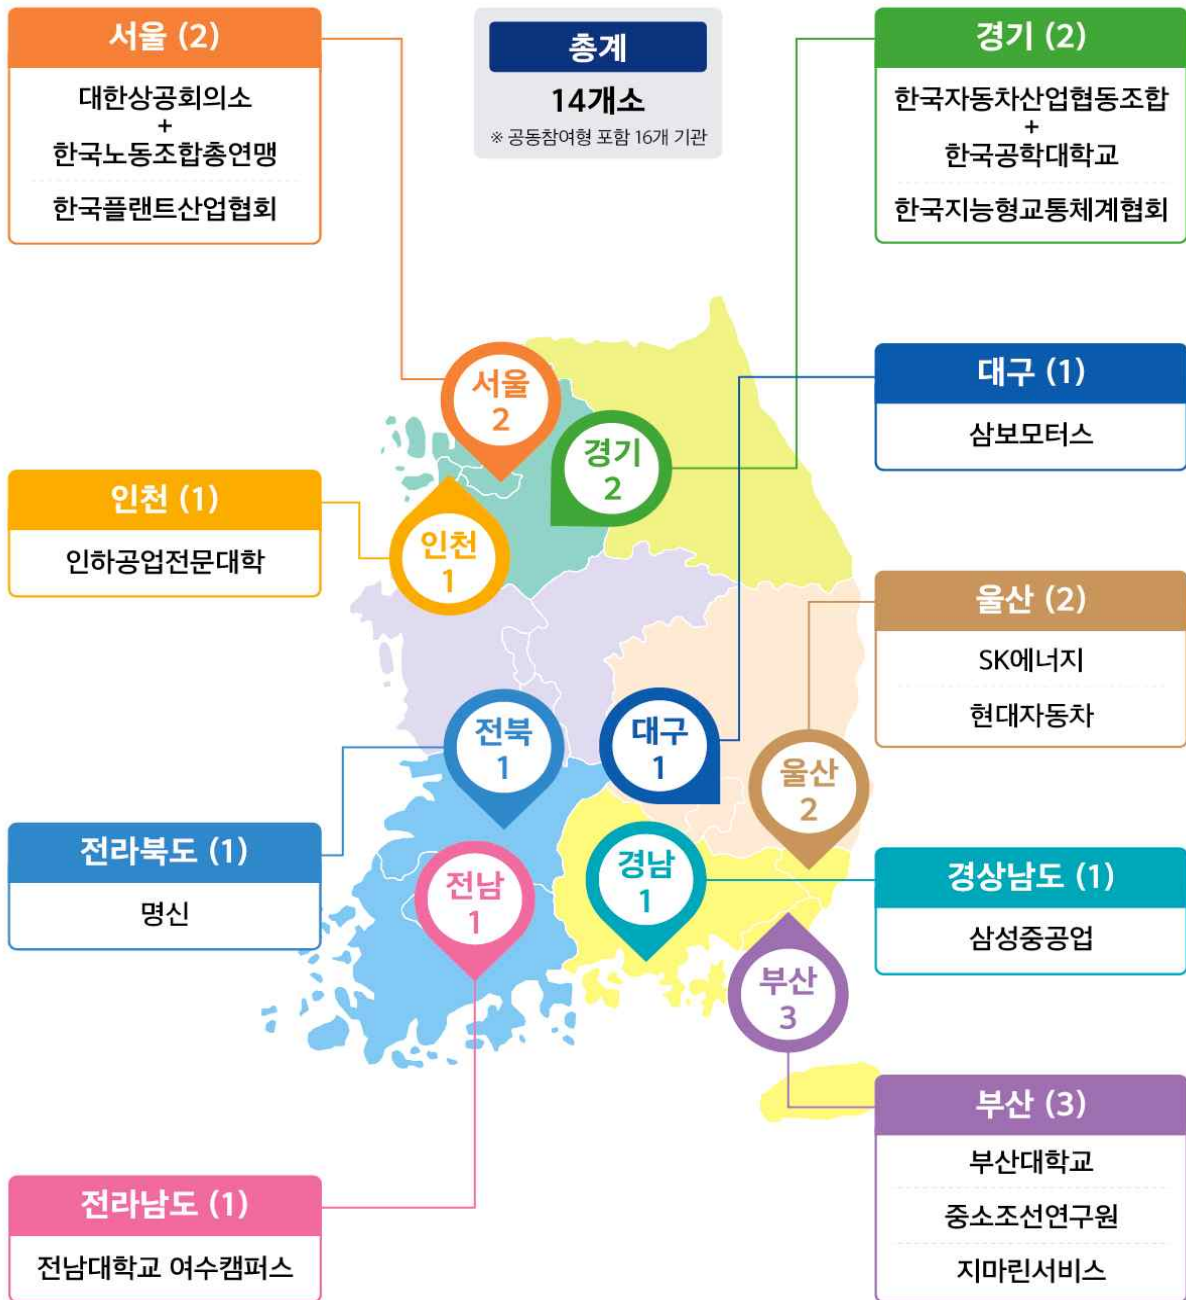 서울 (2)
대한상공회의소
+
한국노동조합총연맹
한국플랜트산업협회
총계
14개소
※ 공동참여형 포함 16개 기관
경기 (2)
한국자동차산업협동조합
+
한국공학대학교
한국지능형교통체계협회
서울
2
경기
2
대구 (1)
삼보모터스
인천 (1)
인하공업전문대학
인천
1
울산 (2)
SK에너지
현대자동차
전북
1
대구
1
울산
2
전라북도 (1)
명신
전남
1
경남
1
경상남도 (1)
삼성중공업
부산
3
부산 (3)
부산대학교
중소조선연구원
지마린서비스
전라남도 (1)
전남대학교 여수캠퍼스